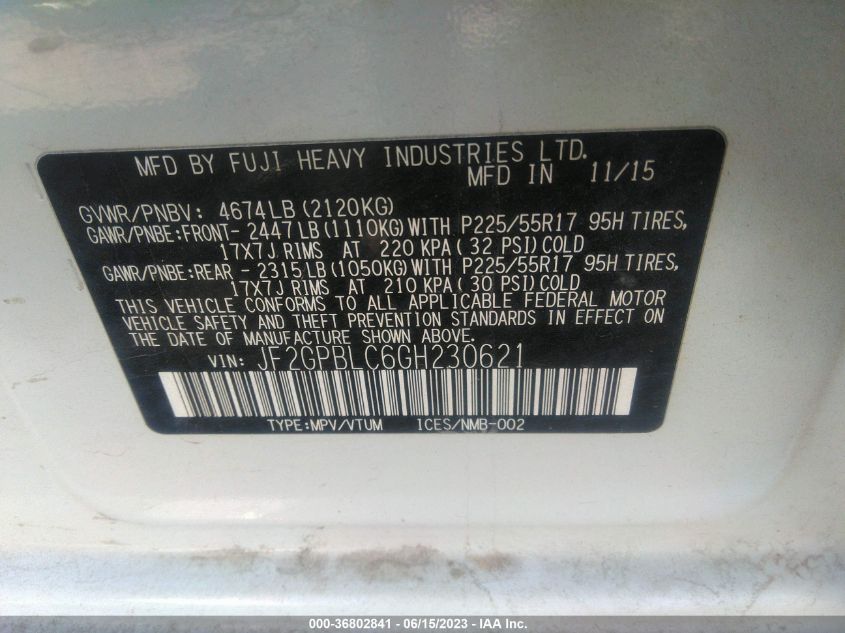 MFD BY FUJI HEAVY INDUSTRIES LTD.
MFD IN 11/15
GVWR/PNBV: 4674LB(2120KG)
GAWR/PNBE:FRONT- 2447LB(1110KG)WITH P225/55R17 95H TIRES,
17X7J RIMS AT 220 KPA( 32 PSI)COLD
GAWR/PNBE:REAR - 2315LB(1050KG)WITH P225/55R17 95H TIRES,
17X7J RIMS AT 210 KPA( 30 PSI)COLD
THIS VEHICLE CONFORMS TO ALL APPLICABLE FEDERAL MOTOR
VEHICLE SAFETY AND THEFT PREVENTION STANDARDS IN EFFECT ON
THE DATE OF MANUFACTURE SHOWN ABOVE.
VIN: JF2GPBLC6GH230621
TYPE:MPV/VTUM ICES/NMB-002
000-36802841 - 06/15/2023 - IAA Inc.